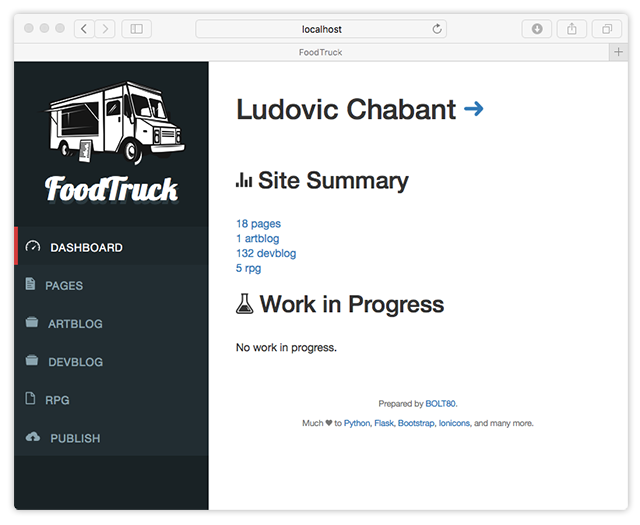 localhost
FoodTruck
FoodTruck
DASHBOARD
PAGES
ARTBLOG
DEVBLOG
RPG
PUBLISH
Ludovic Chabant
Site Summary
18 pages
1 artblog
132 devblog
5 rpg
Work in Progress
No work in progress.
Prepared by BOLT80.
Much ♥ to Python, Flask, Bootstrap, Ionicons, and many more.